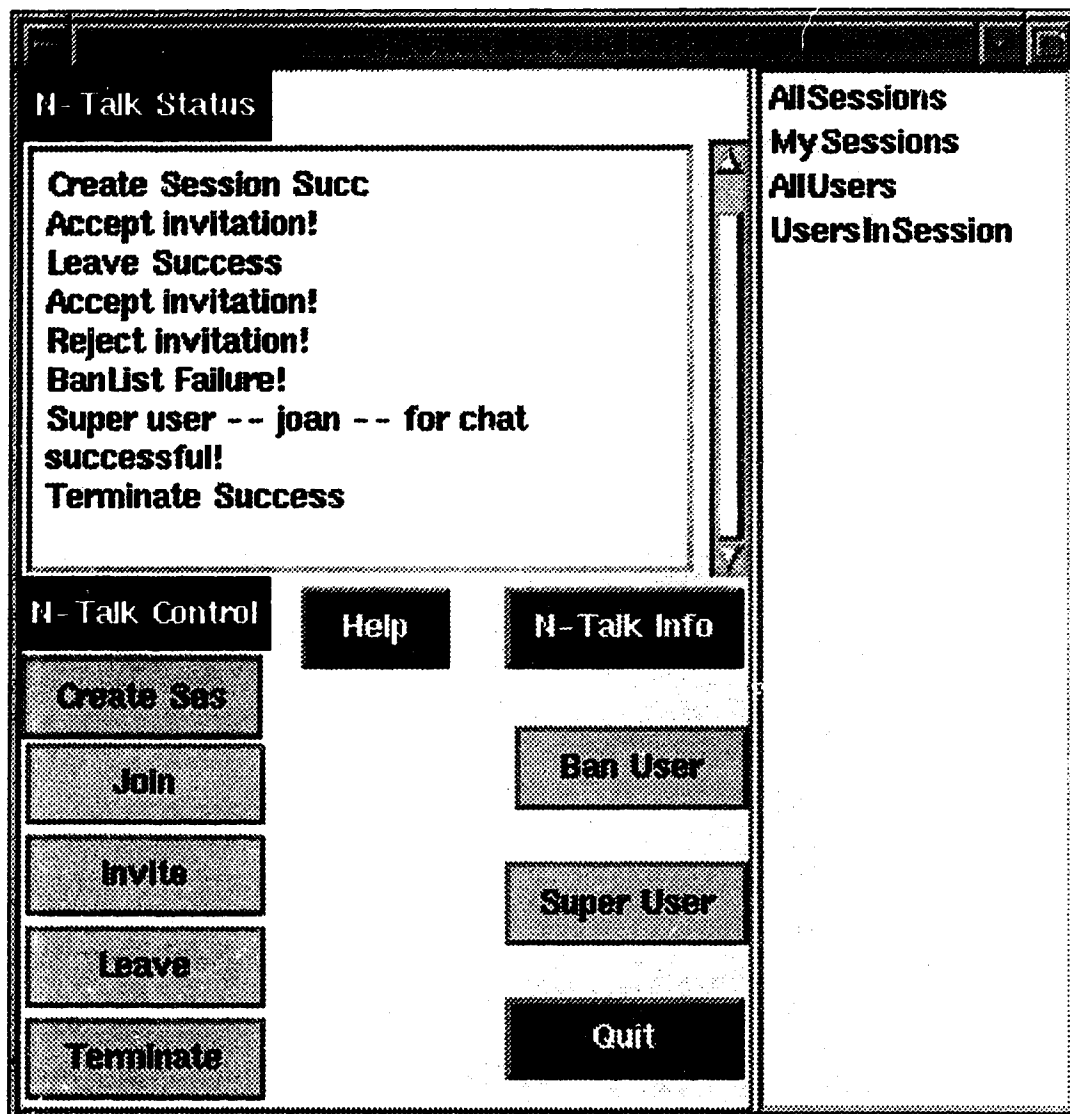 N-Talk Status
Create Session Succ
Accept invitation!
Leave Success
Accept invitation!
Reject invitation!
BanList Failure!
Super user -- joan -- for chat
successful!
Terminate Success
N-Talk Control
Help
N-Talk Info
Create Ses
Join
Invite
Leave
Terminate
Ban User
Super User
Quit
AllSessions
MySessions
AllUsers
UsersInSession